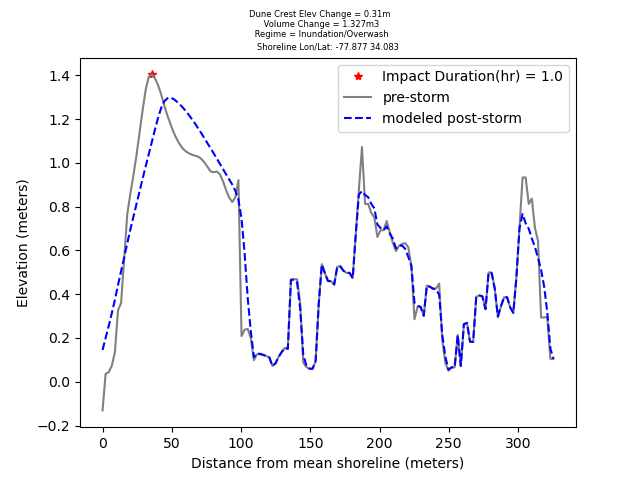 Dune Crest Elev Change = 0.31m
Volume Change = 1.327m3
Regime = Inundation/Overwash
Shoreline Lon/Lat: -77.877 34.083
Impact Duration(hr) = 1.0
pre-storm
modeled post-storm
Elevation (meters)
1.4
1.2
1.0
0.8
0.6
0.4
0.2
0.0
−0.2
0 50 100 150 200 250 300
Distance from mean shoreline (meters)